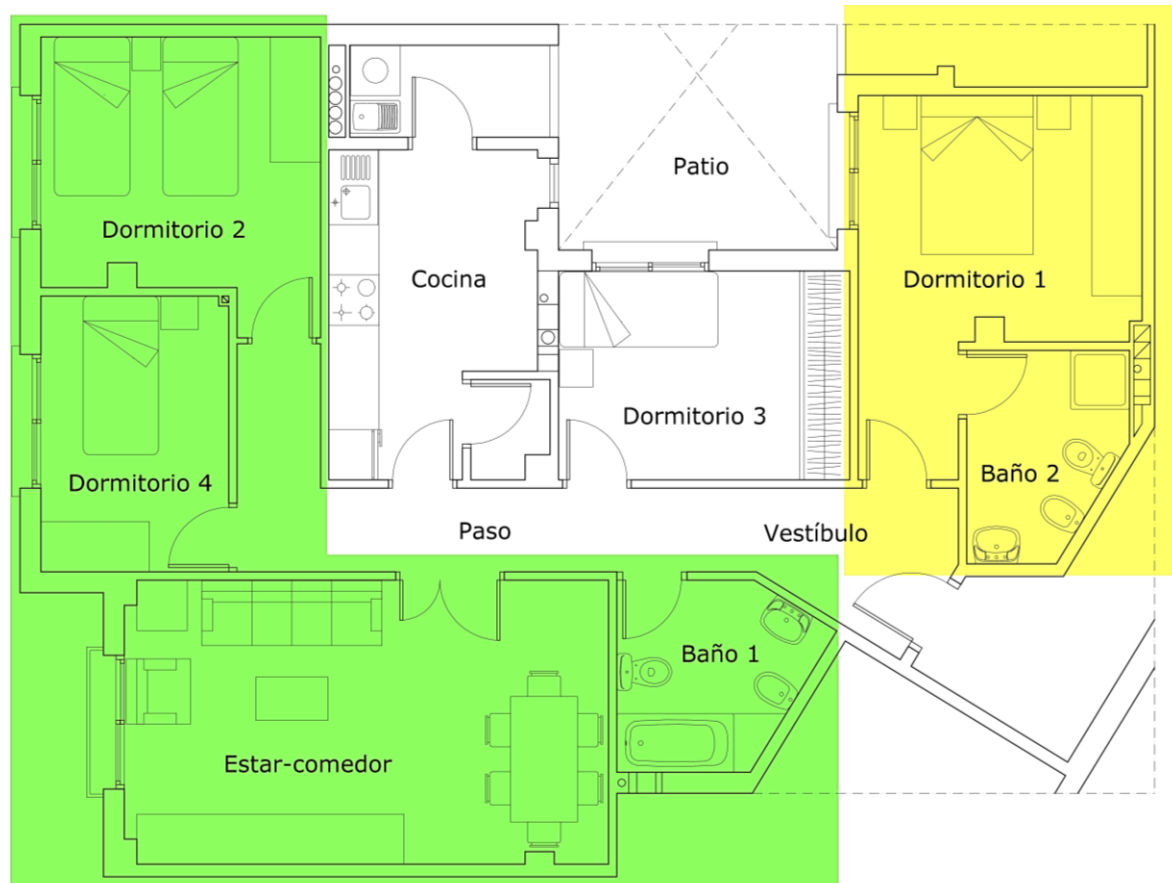 Patio
Dormitorio 2
Cocina
Dormitorio 1
Dormitorio 3
Dormitorio 4
Baño 2
Paso
Vestíbulo
Baño 1
Estar-comedor